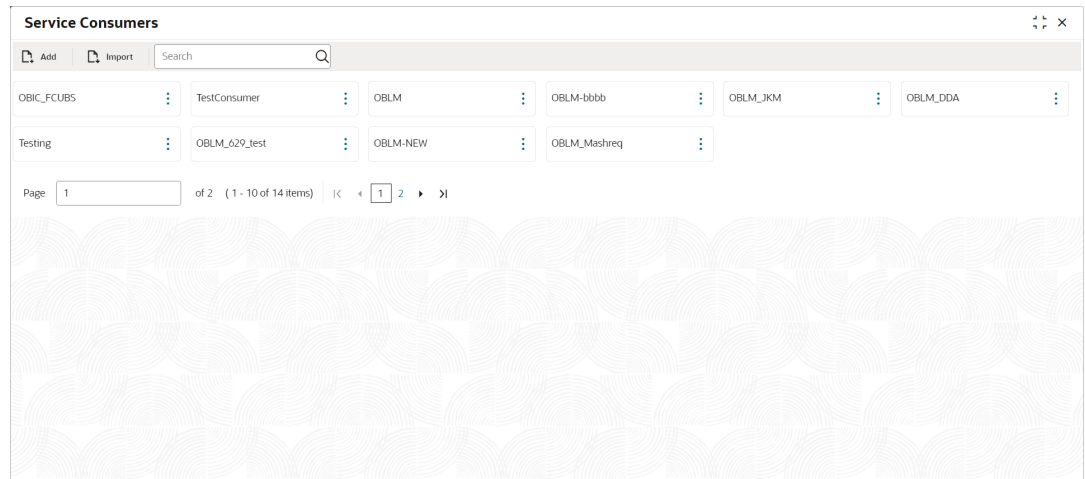 Service Consumers
Add Import Search
OBIC_FCUBS TestConsumer OBLM OBLM-bbbb OBLM_JKM OBLM_DDA
Testing OBLM_629_test OBLM-NEW OBLM_Mashreq
Page 1 of 2 ( 1 - 10 of 14 items) 1 2